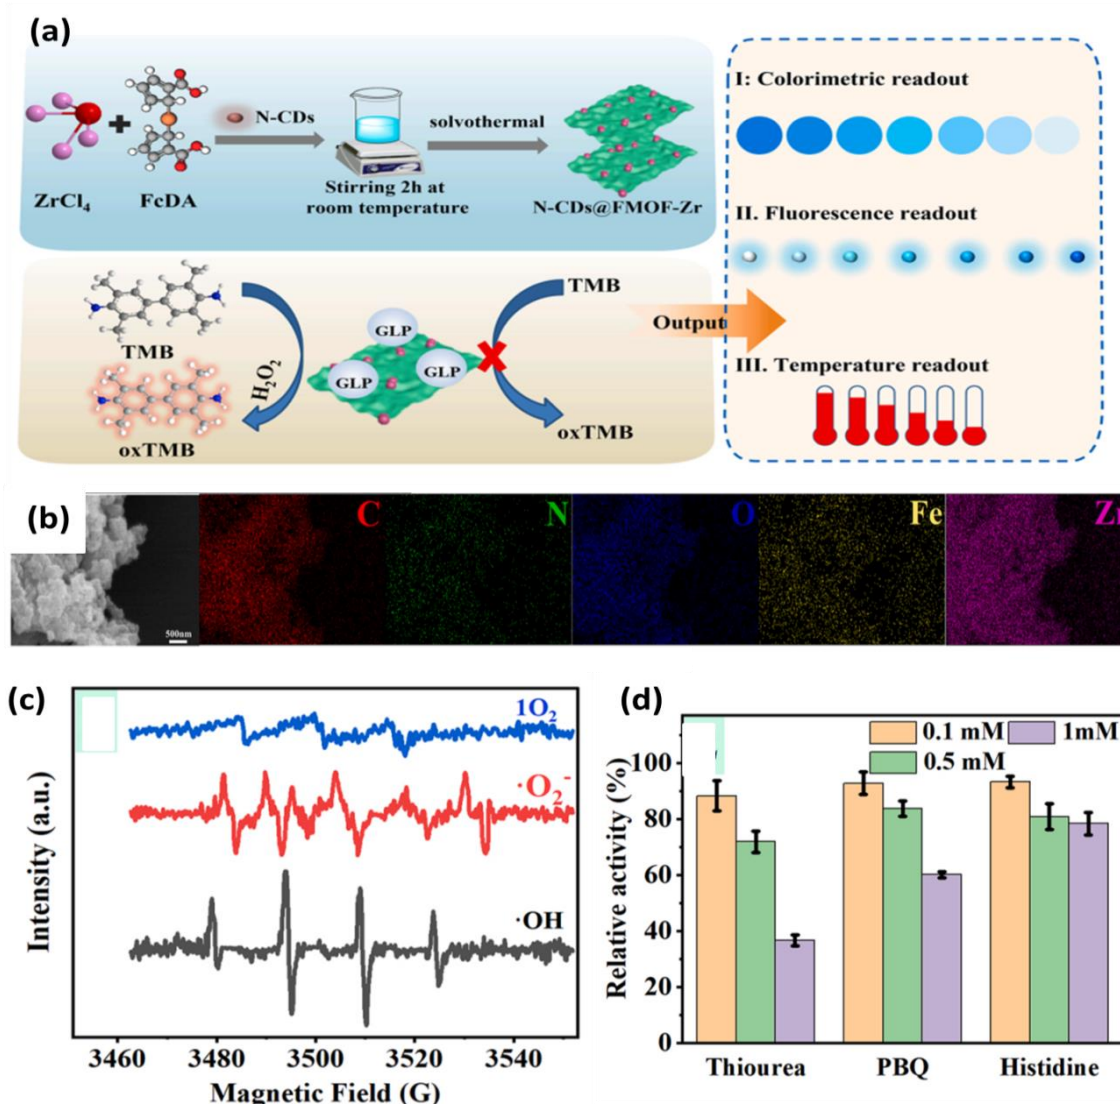 (a)
I: Colorimetric readout
N-CDs
solvothermal
ZrCl4
FcDA
Stirring 2h at
room temperature
N-CDs@FMOF-Zr
II. Fluorescence readout
TMB
TMB
H2O2
GLP
GLP
GLP
Output
oxTMB
oxTMB
III. Temperature readout
(b)
C
N
O
Fe
Zr
500nm
(c)
1O2
·O2-
·OH
Intensity (a.u.)
3460
3480
3500
3520
3540
Magnetic Field (G)
(d)
0.1 mM
1mM
0.5 mM
Relative activity (%)
100
80
60
40
20
0
Thiourea
PBQ
Histidine